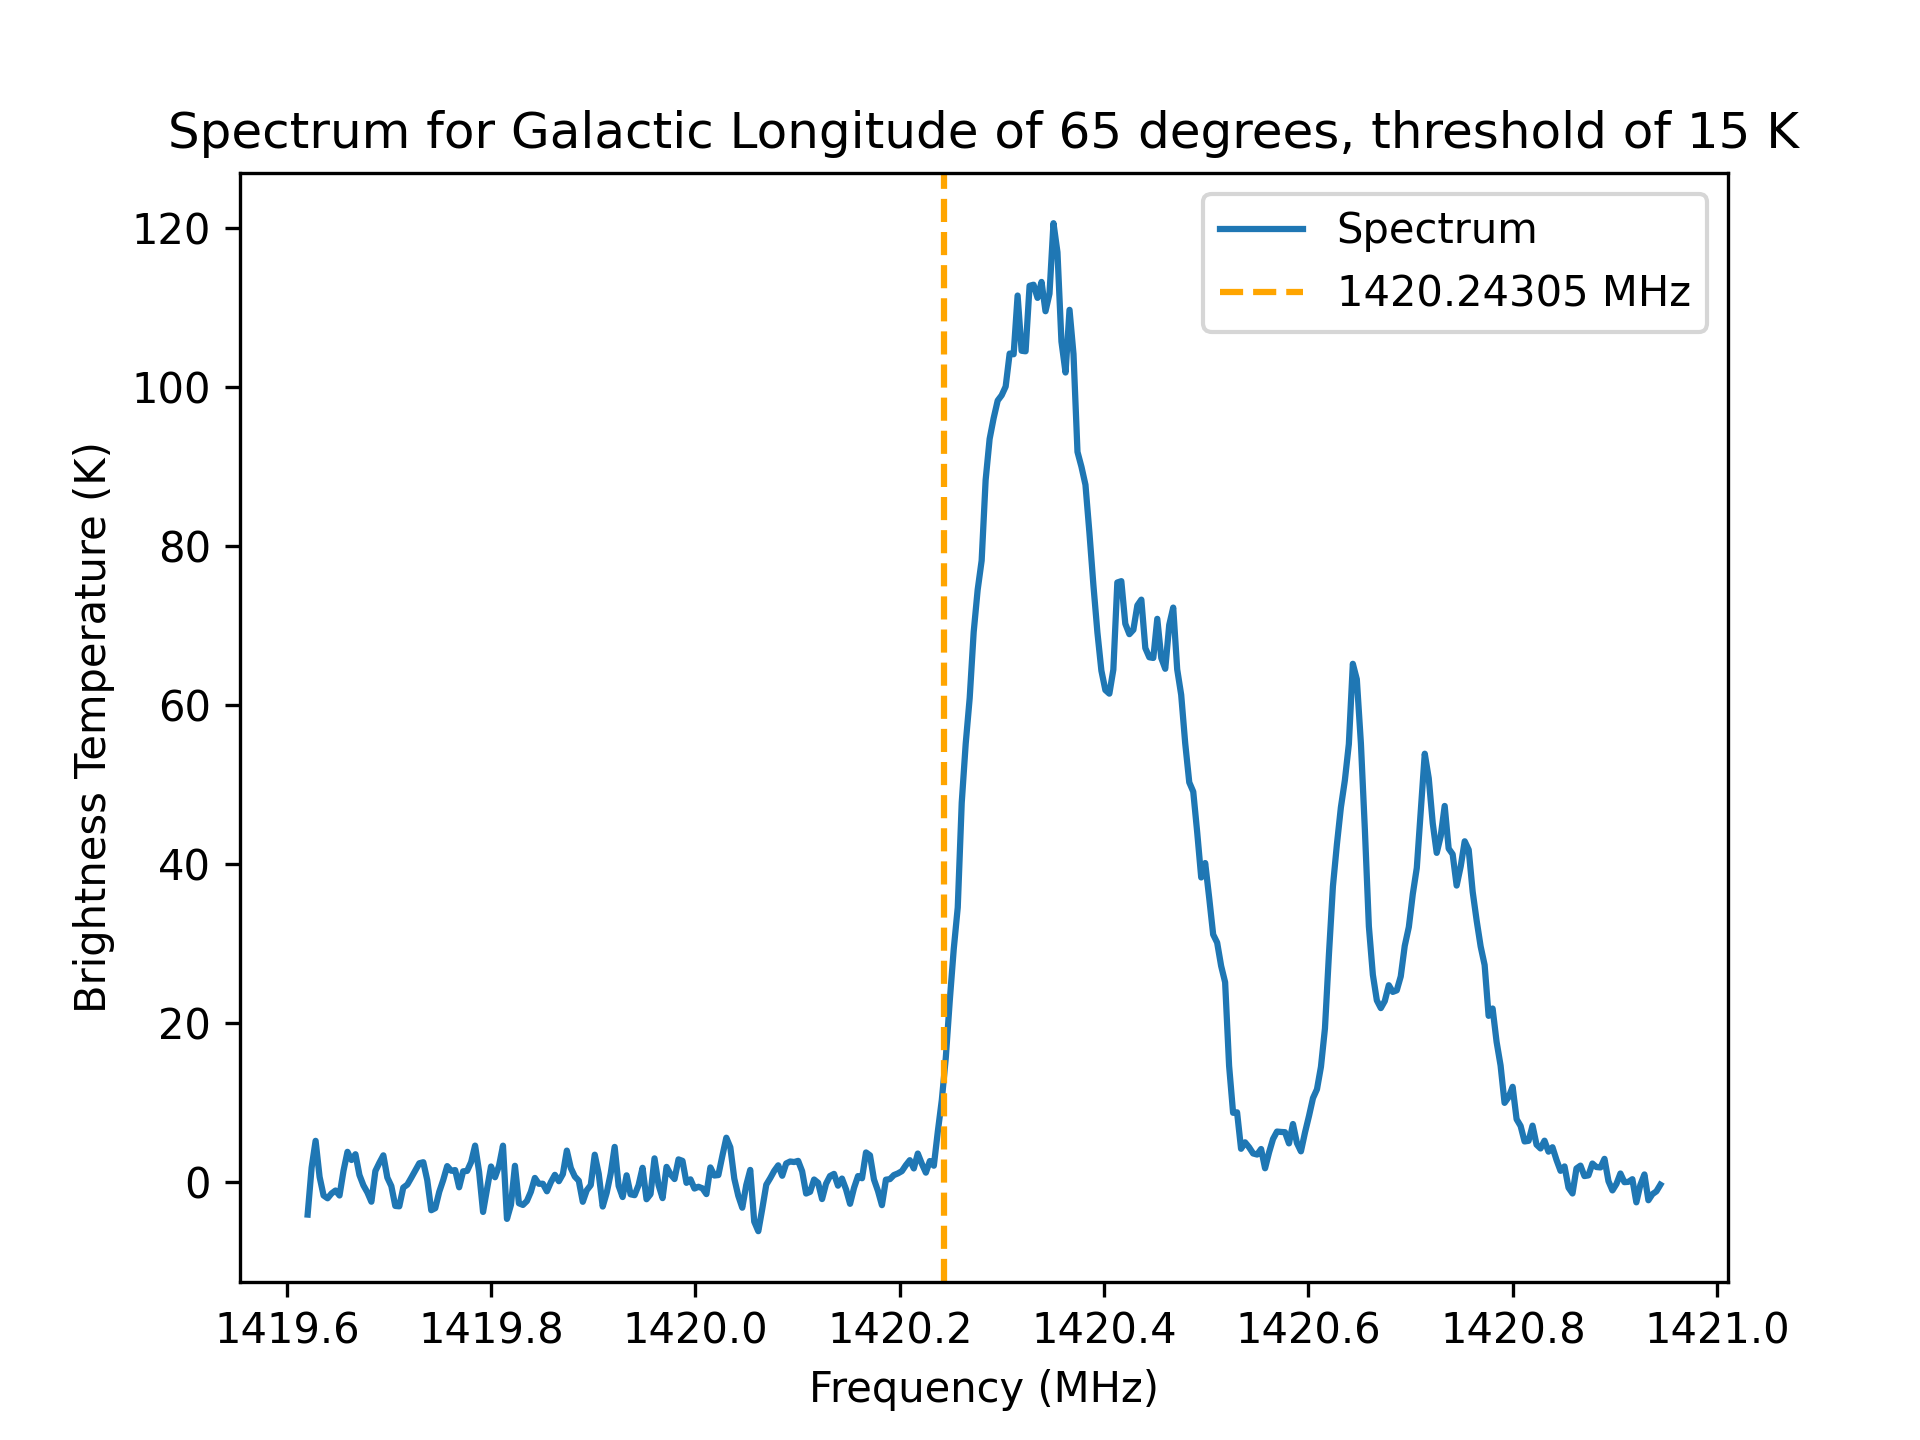 Spectrum for Galactic Longitude of 65 degrees, threshold of 15 K
Spectrum
1420.24305 MHz
120
100
80
60
40
20
0
Brightness Temperature (K)
1419.6 1419.8 1420.0 1420.2 1420.4 1420.6 1420.8 1421.0
Frequency (MHz)